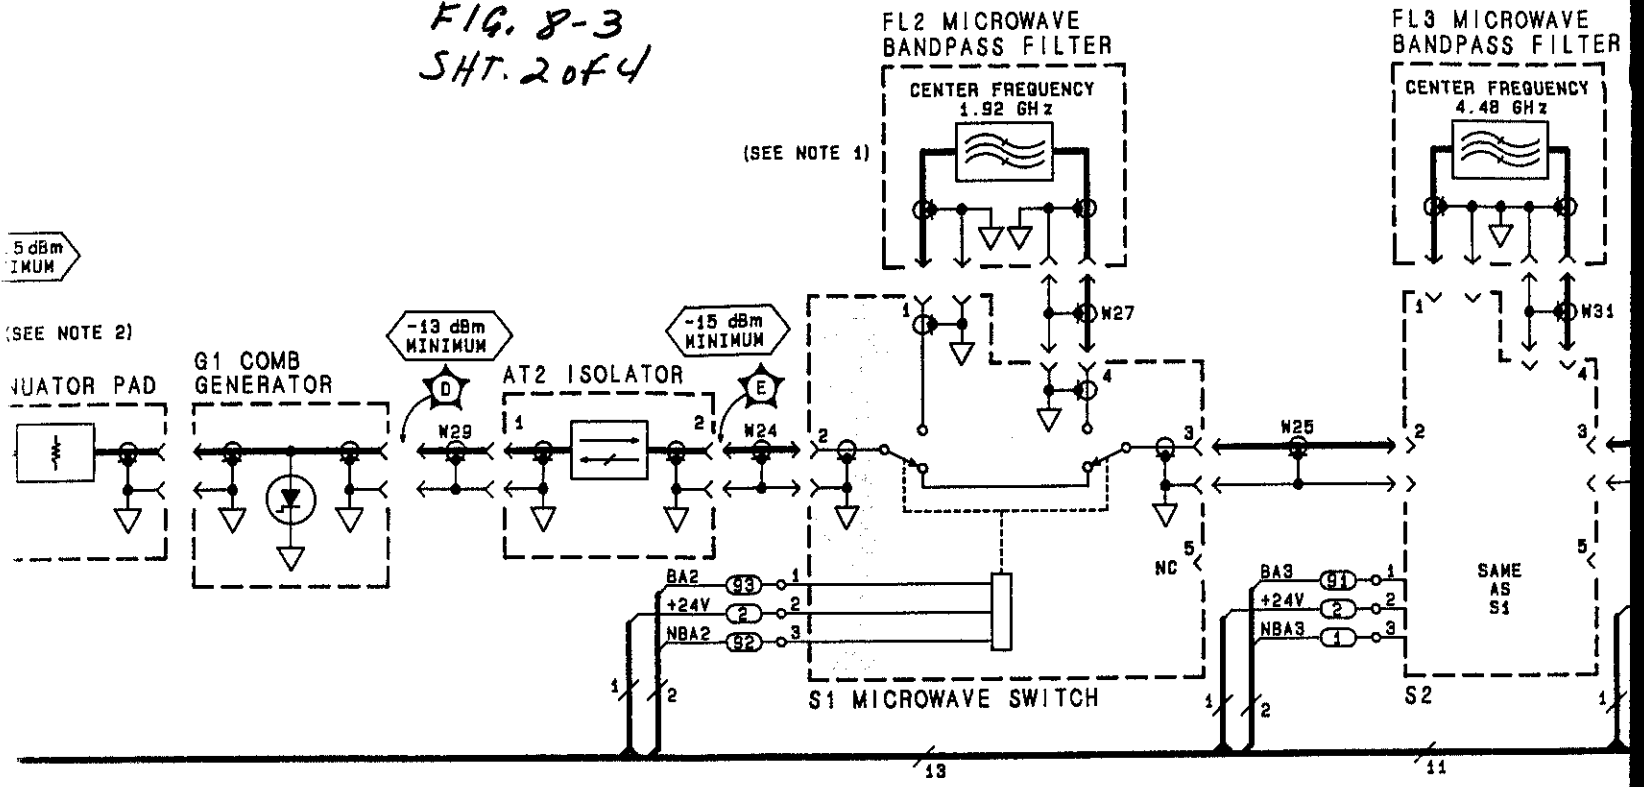 FIG. 8-3
SHT. 2 of 4
FL2 MICROWAVE
BANDPASS FILTER
CENTER FREQUENCY
1.92 GHz
(SEE NOTE 1)
FL3 MICROWAVE
BANDPASS FILTER
CENTER FREQUENCY
4.48 GHz
5 dBm
IMUM
(SEE NOTE 2)
NUATOR PAD
G1 COMB
GENERATOR
-13 dBm
MINIMUM
D
W29
AT2 ISOLATOR
1
2
-15 dBm
MINIMUM
E
W24
2
1
W27
4
3
5
NC
W25
1
W31
4
2
3
5
SAME
AS
S1
BA2
93
1
+24V
2
2
NBA2
92
3
1
2
S1 MICROWAVE SWITCH
BA3
91
1
+24V
2
2
NBA3
1
3
1
2
S2
1
13
11